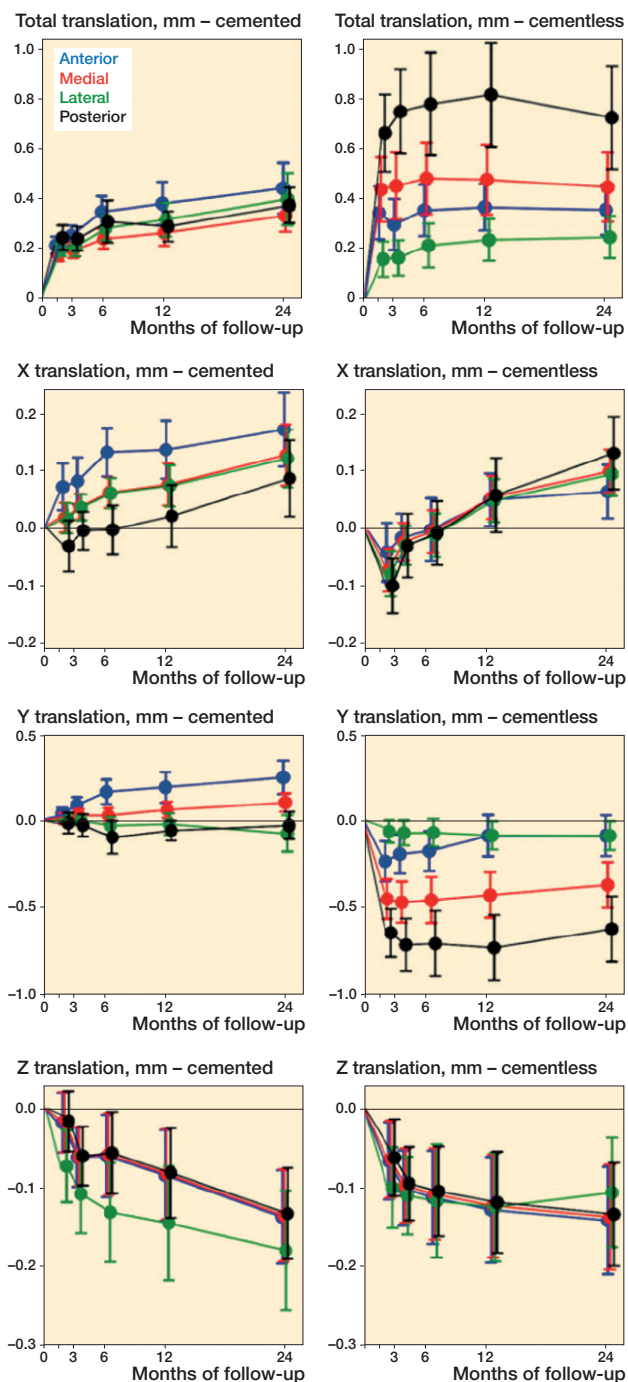 Total translation, mm – cemented
1.0
0.8
0.6
0.4
0.2
0
Anterior
Medial
Lateral
Posterior
0 3 6 12 24
Months of follow-up
Total translation, mm – cementless
1.0
0.8
0.6
0.4
0.2
0
0 3 6 12 24
Months of follow-up
X translation, mm – cemented
0.2
0.1
0.0
–0.1
–0.2
0 3 6 12 24
Months of follow-up
X translation, mm – cementless
0.2
0.1
0.0
–0.1
–0.2
0 3 6 12 24
Months of follow-up
Y translation, mm – cemented
0.5
0.0
–0.5
–1.0
0 3 6 12 24
Months of follow-up
Y translation, mm – cementless
0.5
0.0
–0.5
–1.0
0 3 6 12 24
Months of follow-up
Z translation, mm – cemented
0.0
–0.1
–0.2
–0.3
0 3 6 12 24
Months of follow-up
Z translation, mm – cementless
0.0
–0.1
–0.2
–0.3
0 3 6 12 24
Months of follow-up